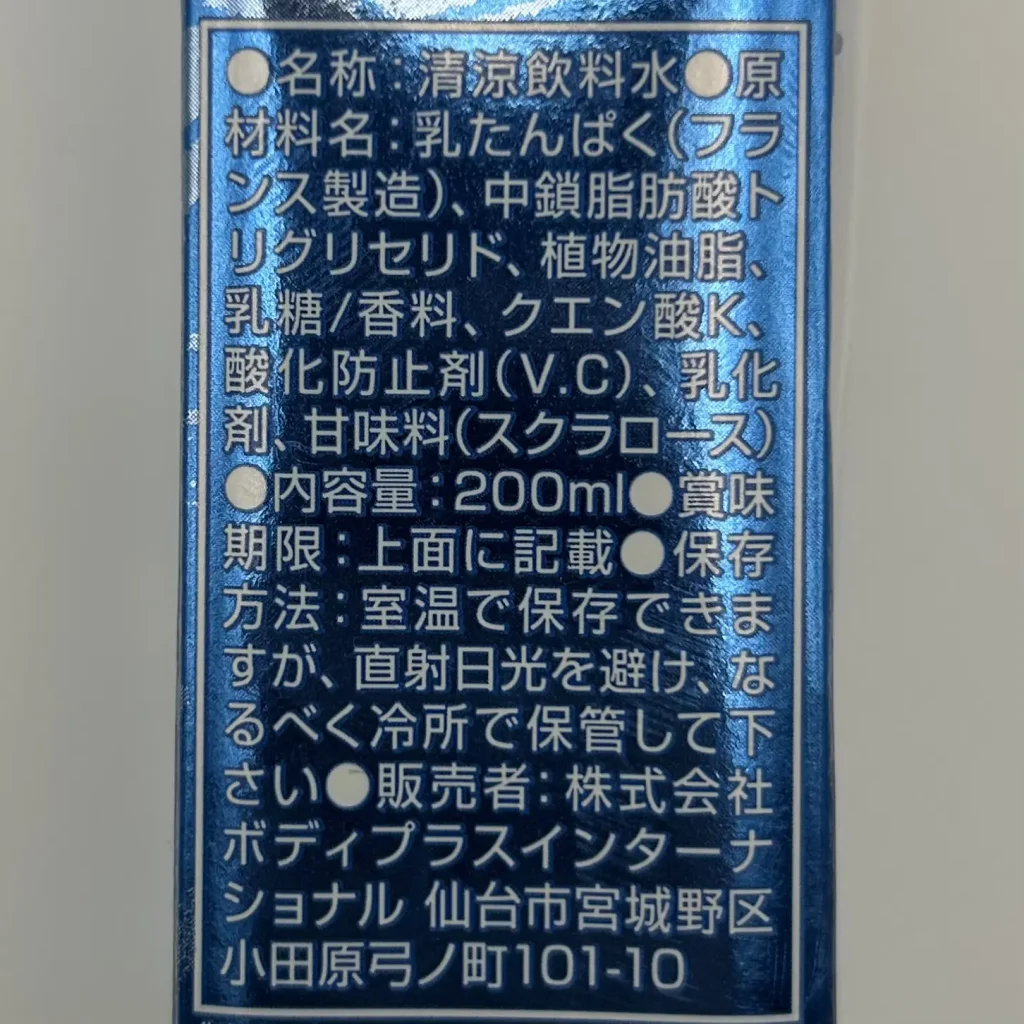 ●名称:清涼飲料水●原
材料名:乳たんぱく(フラ
ンス製造)、中鎖脂肪酸ト
リグリセリド、植物油脂、
乳糖/香料、クエン酸K、
酸化防止剤(V.C)、乳化
剤、甘味料(スクラロース)
●内容量:200ml●賞味
期限:上面に記載●保存
方法:室温で保存できま
すが、直射日光を避け、な
るべく冷所で保管して下
さい●販売者:株式会社
ボディプラスインターナ
ショナル 仙台市宮城野区
小田原弓ノ町101-10